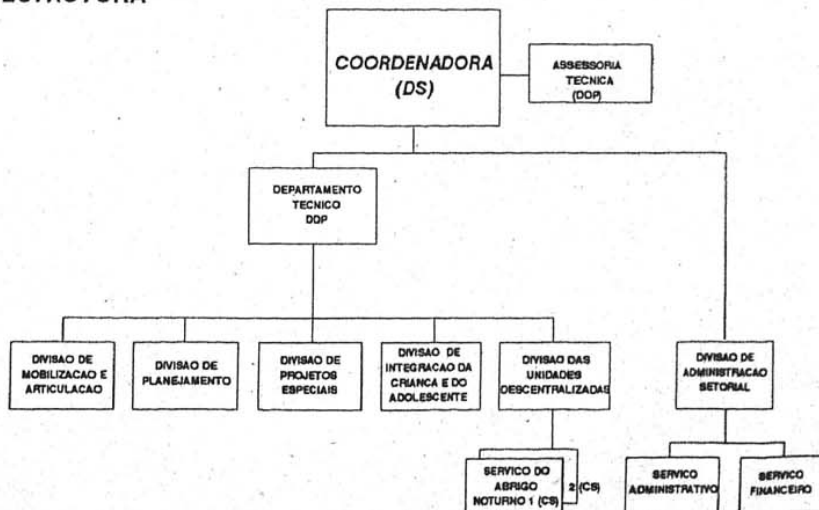 ESTRUTURA
COORDENADORA
(DS)
ASSESSORIA
TECNICA
(DOP)
DEPARTAMENTO
TECNICO
DOP
DIVISAO DE
MOBILIZACAO E
ARTICULACAO
DIVISAO DE
PLANEJAMENTO
DIVISAO DE
PROJETOS
ESPECIAIS
DIVISAO DE
INTEGRACAO DA
CRIANCA E DO
ADOLESCENTE
DIVISAO DAS
UNIDADES
DESCENTRALIZADAS
DIVISAO DE
ADMINISTRACAO
SETORIAL
SERVICO DO
ABRIGO
NOTURNO 1 (CS)
2 (CS)
SERVICO
ADMINISTRATIVO
SERVICO
FINANCEIRO